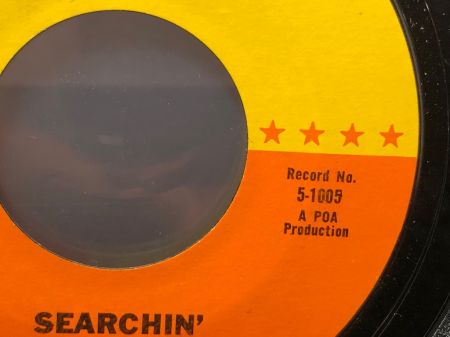 Record No.
5-1005
A POA
Production
SEARCHIN'